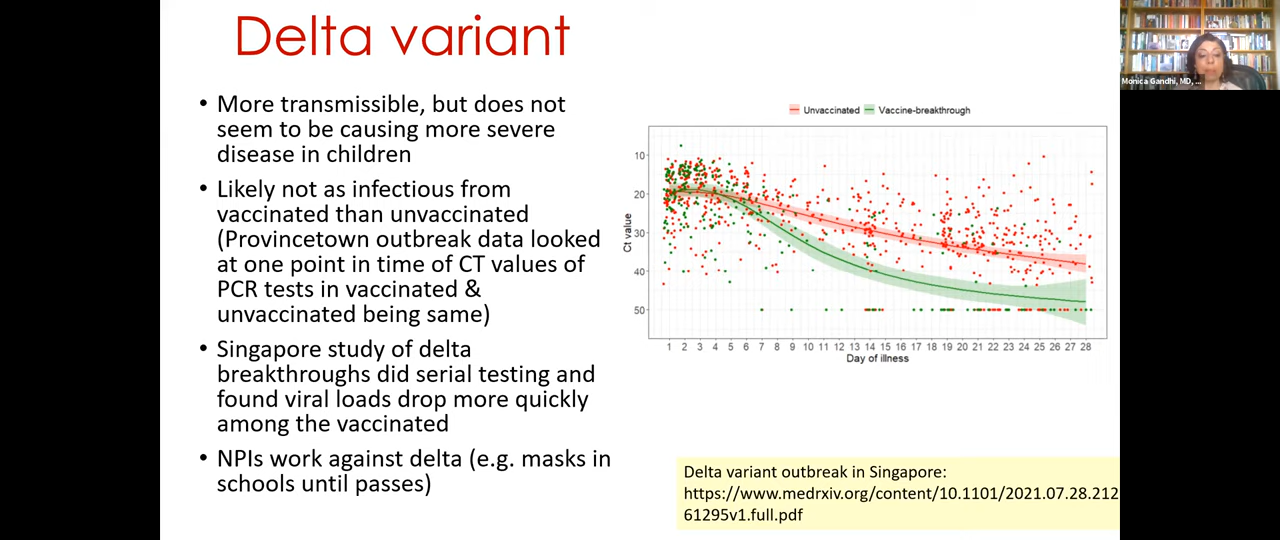 Delta variant
• More transmissible, but does not
seem to be causing more severe
disease in children
• Likely not as infectious from
vaccinated than unvaccinated
(Provincetown outbreak data looked
at one point in time of CT values of
PCR tests in vaccinated &
unvaccinated being same)
• Singapore study of delta
breakthroughs did serial testing and
found viral loads drop more quickly
among the vaccinated
• NPIs work against delta (e.g. masks in
schools until passes)
Unvaccinated Vaccine-breakthrough
Ct value
10
20
30
40
50
1 2 3 4 5 6 7 8 9 10 11 12 13 14 15 16 17 18 19 20 21 22 23 24 25 26 27 28
Day of illness
Delta variant outbreak in Singapore:
https://www.medrxiv.org/content/10.1101/2021.07.28.212
61295v1.full.pdf
Monica Gandhi, MD, ...